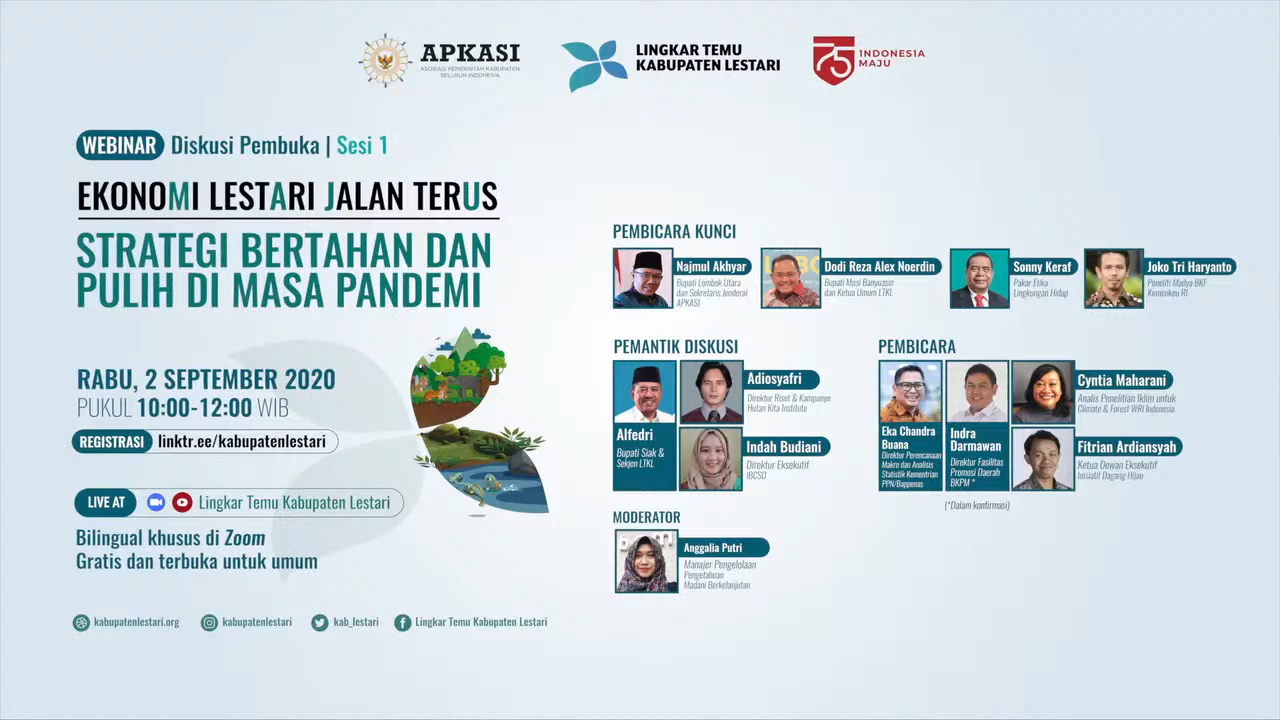 APKASI
ASOSIASI PEMERINTAH KABUPATEN
SELURUH INDONESIA
LINGKAR TEMU
KABUPATEN LESTARI
75
INDONESIA
MAJU
WEBINAR Diskusi Pembuka | Sesi 1
EKONOMI LESTARI JALAN TERUS
STRATEGI BERTAHAN DAN
PULIH DI MASA PANDEMI
RABU, 2 SEPTEMBER 2020
PUKUL 10:00-12:00 WIB
REGISTRASI linktr.ee/kabupatenlestari
LIVE AT Lingkar Temu Kabupaten Lestari
Bilingual khusus di Zoom
Gratis dan terbuka untuk umum
kabupatenlestari.org kabupatenlestari kab_lestari Lingkar Temu Kabupaten Lestari
PEMBICARA KUNCI
Najmul Akhyar
Bupati Lombok Utara
dan Sekretaris Jenderal
APKASI
Dodi Reza Alex Noerdin
Bupati Musi Banyuasin
dan Ketua Umum LTKL
Sonny Keraf
Pakar Etika
Lingkungan Hidup
Joko Tri Haryanto
Peneliti Madya BKF
Kemenkeu RI
PEMANTIK DISKUSI
Alfedri
Bupati Siak &
Sekjen LTKL
Adiosyafri
Direktur Riset & Kampanye
Hutan Kita Institute
Indah Budiani
Direktur Eksekutif
IBCSD
PEMBICARA
Eka Chandra
Buana
Direktur Perencanaan
Makro dan Analisis
Statistik Kementrian
PPN/Bappenas
Indra
Darmawan
Direktur Fasilitas
Promosi Daerah
BKPM *
Cyntia Maharani
Analis Penelitian Iklim untuk
Climate & Forest WRI Indonesia
Fitrian Ardiansyah
Ketua Dewan Eksekutif
Inisiatif Dagang Hijau
(*Dalam konfirmasi)
MODERATOR
Anggalia Putri
Manajer Pengelolaan
Pengetahuan
Madani Berkelanjutan